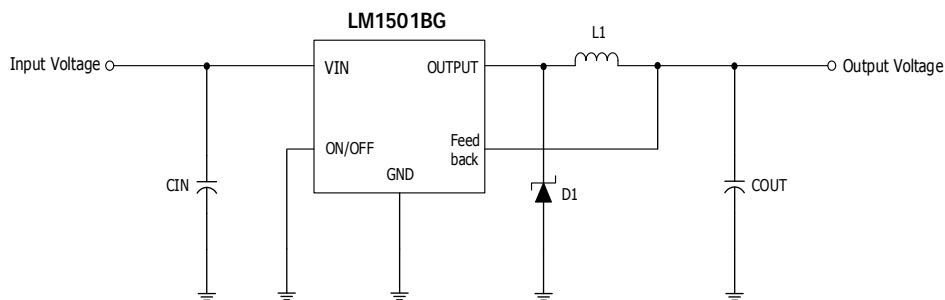 LM1501BG
L1
Input Voltage
VIN
OUTPUT
Output Voltage
ON/OFF
Feed
back
GND
CIN
D1
COUT